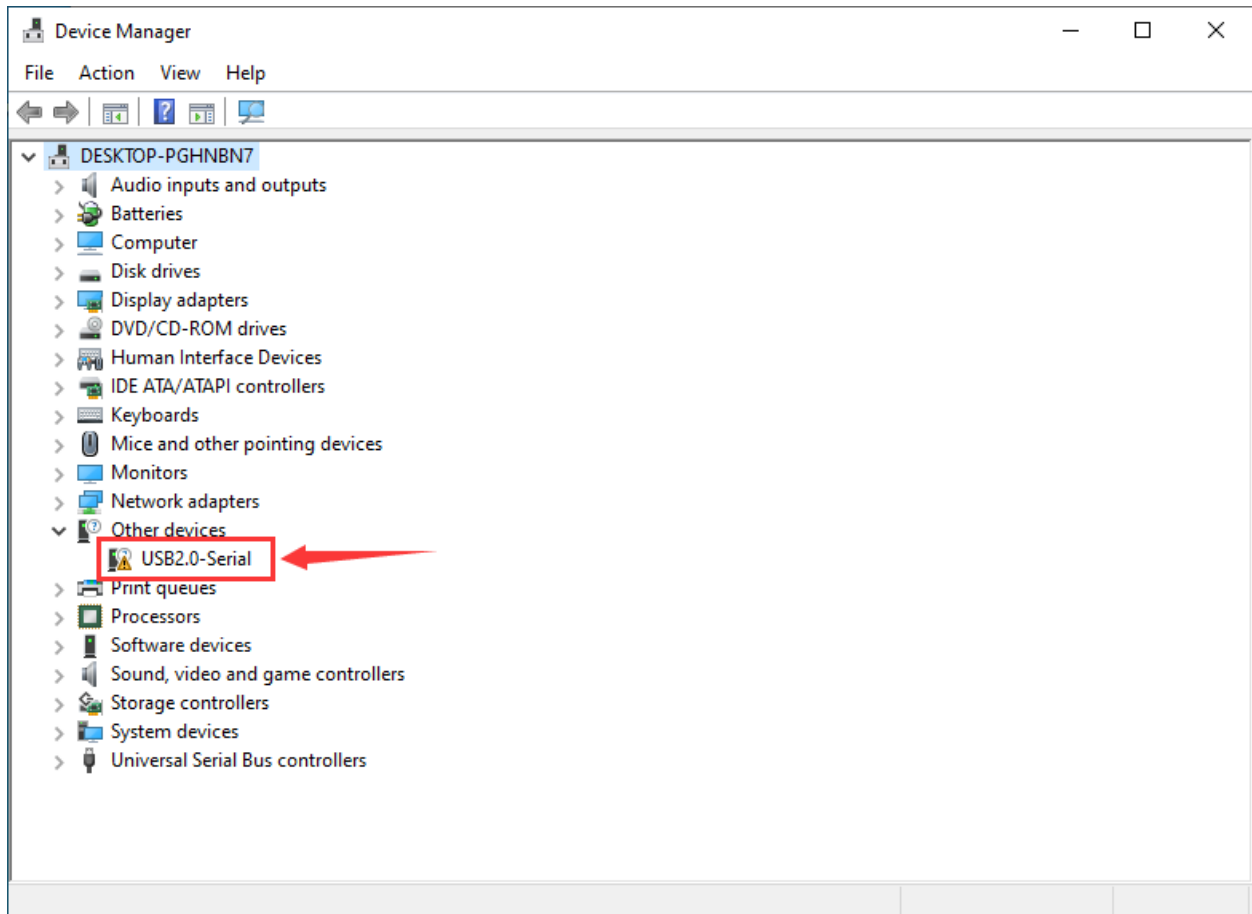 Device Manager
File Action View Help
DESKTOP-PGHNBN7
Audio inputs and outputs
Batteries
Computer
Disk drives
Display adapters
DVD/CD-ROM drives
Human Interface Devices
IDE ATA/ATAPI controllers
Keyboards
Mice and other pointing devices
Monitors
Network adapters
Other devices
USB2.0-Serial
Print queues
Processors
Software devices
Sound, video and game controllers
Storage controllers
System devices
Universal Serial Bus controllers